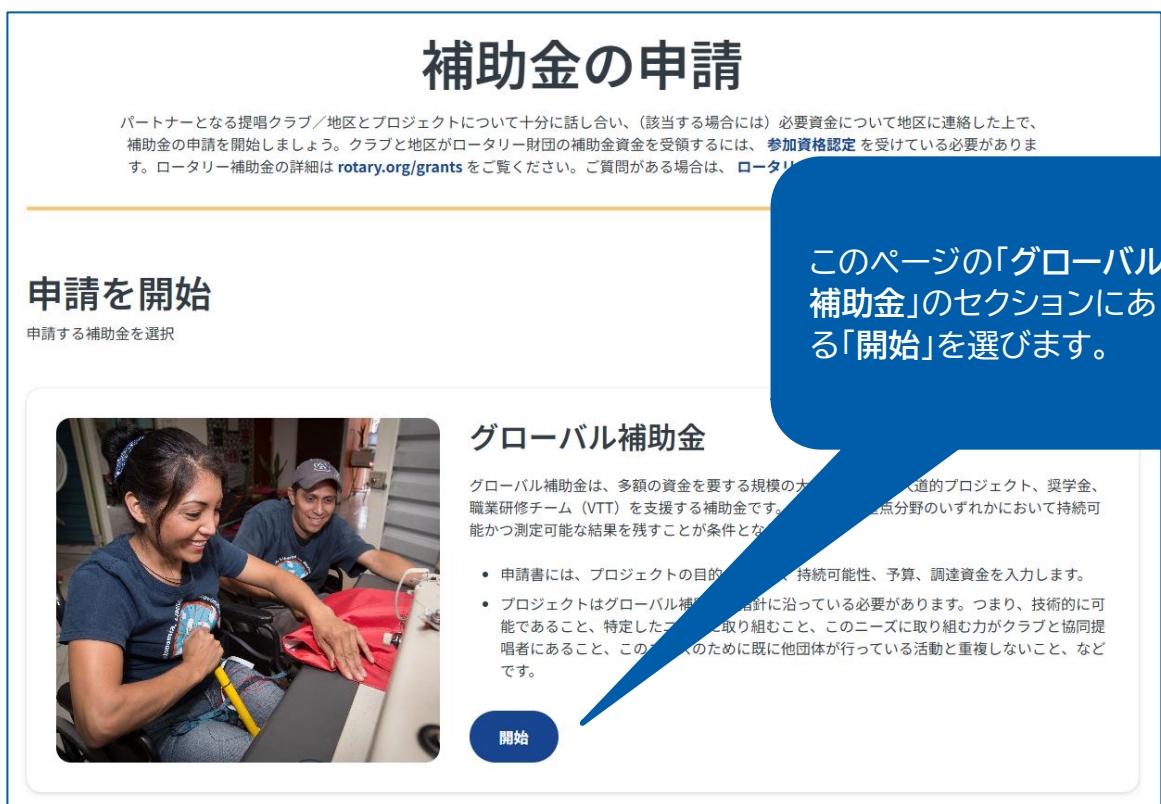 補助金の申請
パートナーとなる提唱クラブ／地区とプロジェクトについて十分に話し合い、（該当する場合には）必要資金について地区に連絡した上で、
補助金の申請を開始しましょう。クラブと地区がロータリー財団の補助金資金を受領するには、 参加資格認定 を受けている必要がありま
す。ロータリー補助金の詳細は rotary.org/grants をご覧ください。ご質問がある場合は、 ロータリ
このページの「グローバル
補助金」のセクションにあ
る「開始」を選びます。
申請を開始
申請する補助金を選択
グローバル補助金
グローバル補助金は、多額の資金を要する規模の大 道的プロジェクト、奨学金、
職業研修チーム（VTT）を支援する補助金です。 点分野のいずれかにおいて持続可
能かつ測定可能な結果を残すことが条件とな
• 申請書には、プロジェクトの目的 、持続可能性、予算、調達資金を入力します。
• プロジェクトはグローバル補 指針に沿っている必要があります。つまり、技術的に可
能であること、特定したニ 取り組むこと、このニーズに取り組む力がクラブと協同提
唱者にあること、この のために既に他団体が行っている活動と重複しないこと、など
です。
開始